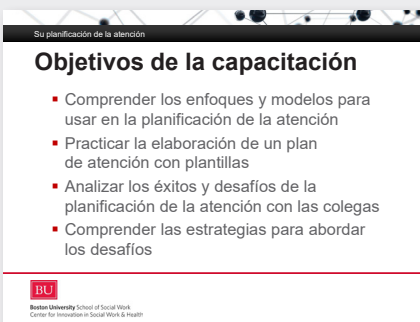 Su planificación de la atención
Objetivos de la capacitación
▪ Comprender los enfoques y modelos para
usar en la planificación de la atención
▪ Practicar la elaboración de un plan
de atención con plantillas
▪ Analizar los éxitos y desafíos de la
planificación de la atención con las colegas
▪ Comprender las estrategias para abordar
los desafíos
BU
Boston University School of Social Work
Center for Innovation in Social Work & Health